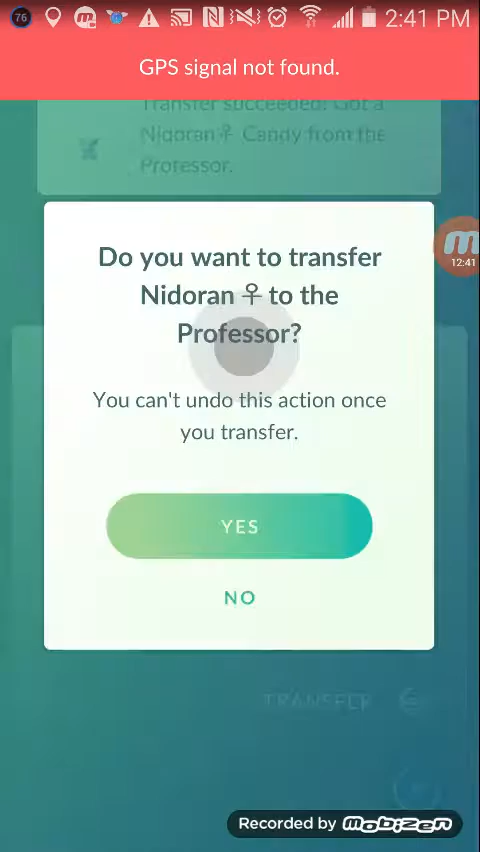 76
2:41 PM
GPS signal not found.
Transfer succeeded! Got a
Nidoran♀ Candy from the
Professor.
Do you want to transfer
Nidoran♀ to the
Professor?
12:41
You can't undo this action once
you transfer.
YES
NO
TRANSFER
Recorded by mobizen